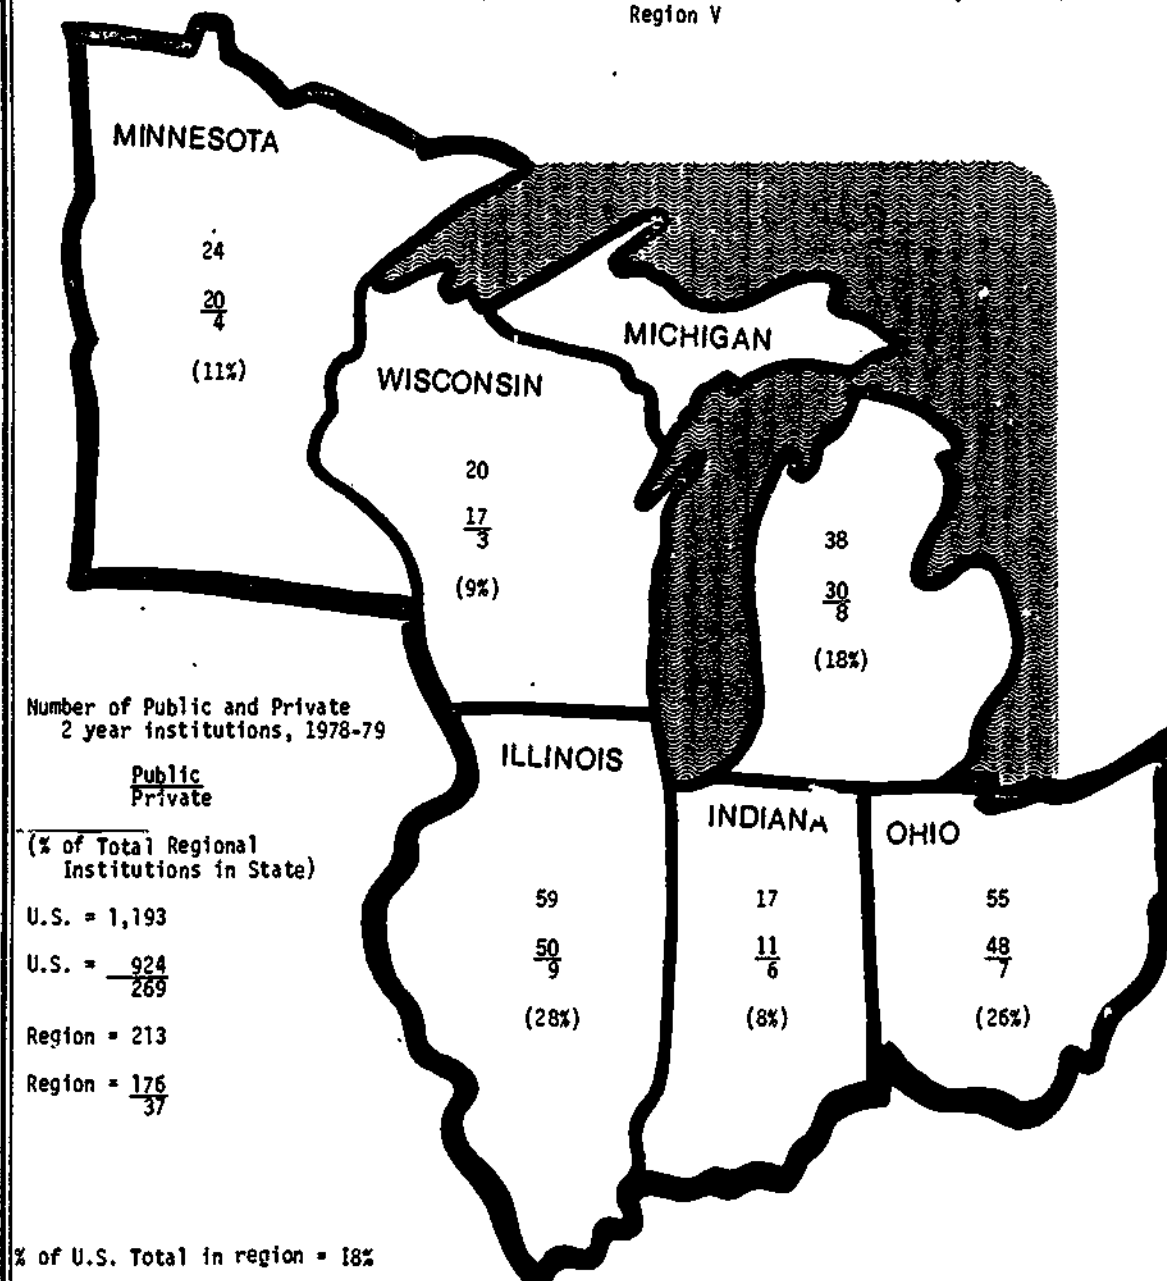 Region V
MINNESOTA
24
20
4
(11%)
MICHIGAN
38
30
8
(18%)
WISCONSIN
20
17
3
(9%)
Number of Public and Private
2 year institutions, 1978-79
Public
Private
(% of Total Regional
Institutions in State)
U.S. = 1,193
U.S. = 924
269
Region = 213
Region = 176
37
ILLINOIS
59
50
9
(28%)
INDIANA
17
11
6
(8%)
OHIO
55
48
7
(26%)
% of U.S. Total in region = 18%